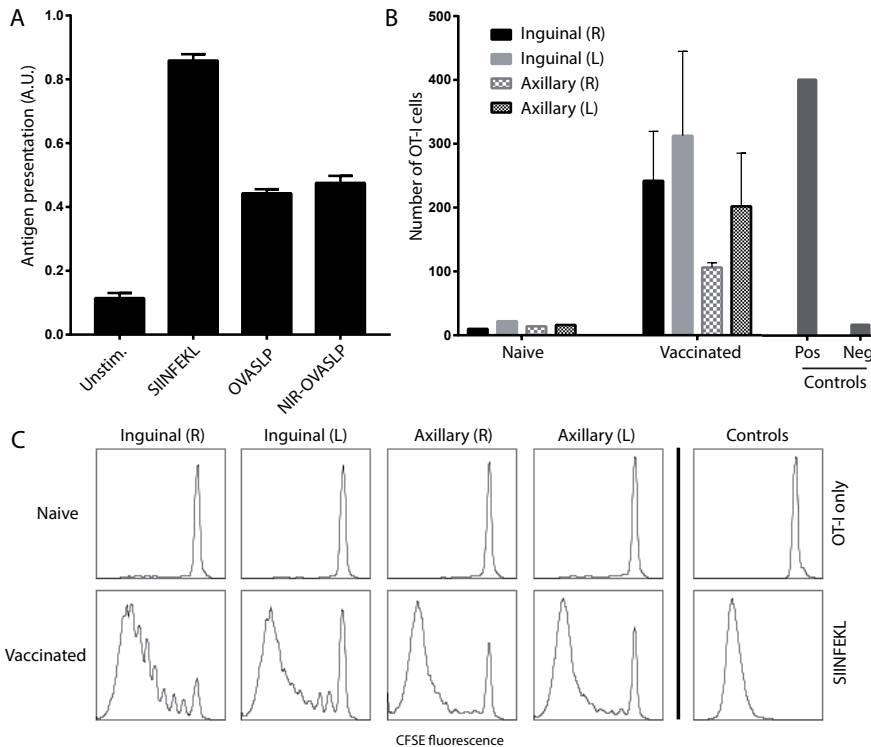 A
Antigen presentation (A.U.)
1.0
0.8
0.6
0.4
0.2
0.0
Unstim.
SIINFEKL
OVASLP
NIR-OVASLP
B
Number of OT-I cells
500
400
300
200
100
0
Inguinal (R)
Inguinal (L)
Axillary (R)
Axillary (L)
Naive
Vaccinated
Pos
Neg
Controls
C
Inguinal (R)
Inguinal (L)
Axillary (R)
Axillary (L)
Controls
Naive
OT-I only
Vaccinated
SIINFEKL
CFSE fluorescence